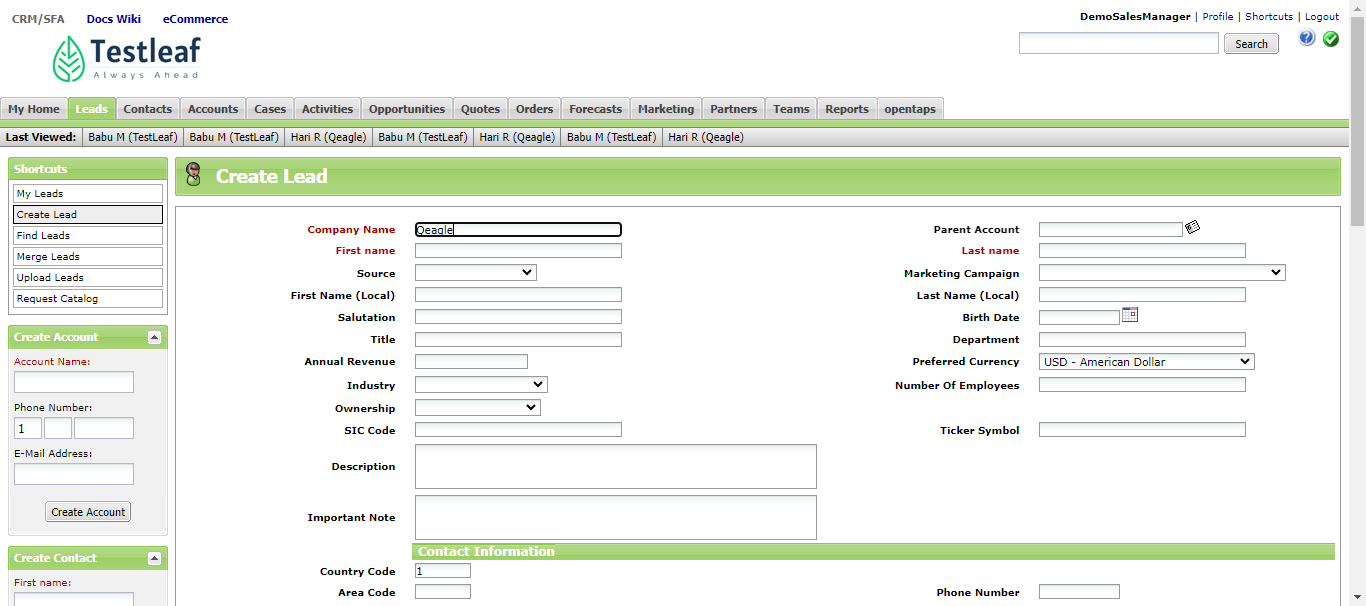 CRM/SFA Docs Wiki eCommerce
DemoSalesManager | Profile | Shortcuts | Logout
Testleaf
Always Ahead
Search
?
My Home Leads Contacts Accounts Cases Activities Opportunities Quotes Orders Forecasts Marketing Partners Teams Reports opentaps
Last Viewed: Babu M (TestLeaf) Babu M (TestLeaf) Hari R (Qeagle) Babu M (TestLeaf) Hari R (Qeagle) Babu M (TestLeaf) Hari R (Qeagle)
Shortcuts
My Leads
Create Lead
Find Leads
Merge Leads
Upload Leads
Request Catalog
Create Account
Account Name:
Phone Number:
1
E-Mail Address:
Create Account
Create Contact
First name:
Create Lead
Company Name Qeagle Parent Account
First name Last name
Source Marketing Campaign
First Name (Local) Last Name (Local)
Salutation Birth Date
Title Department
Annual Revenue Preferred Currency USD - American Dollar
Industry Number Of Employees
Ownership
SIC Code Ticker Symbol
Description
Important Note
Contact Information
Country Code 1
Area Code Phone Number